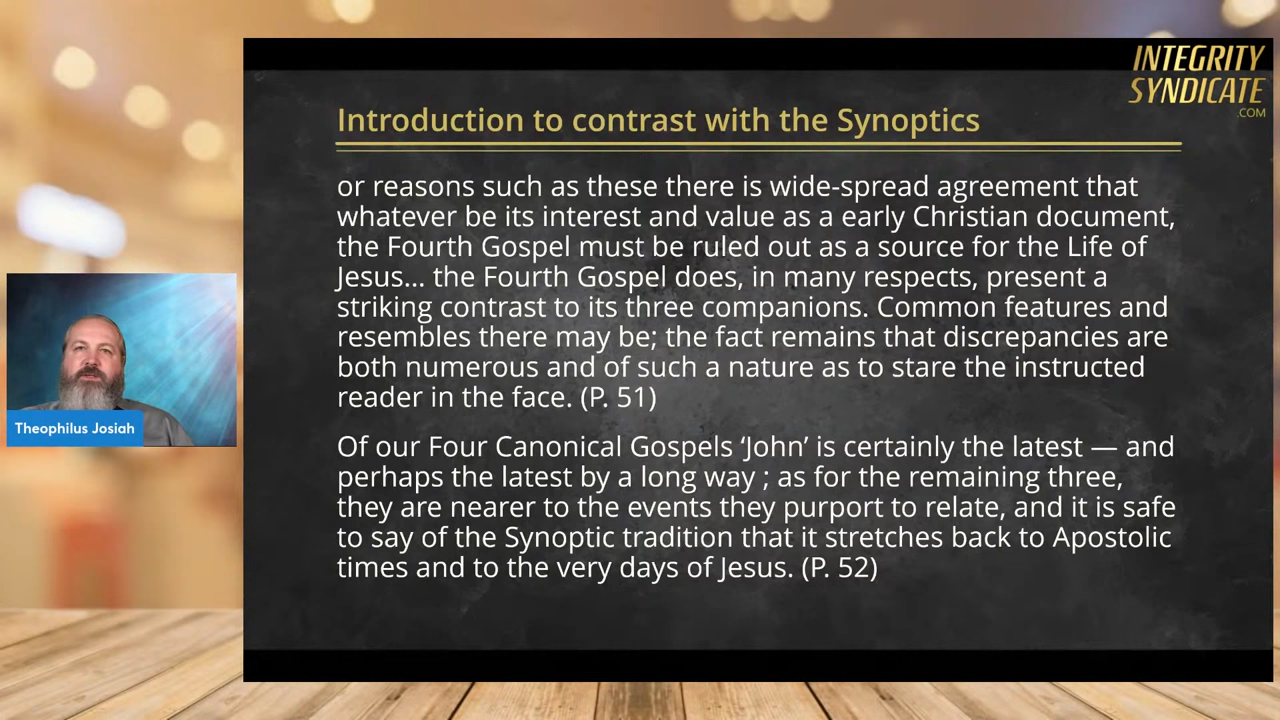 INTEGRITY
SYNDICATE
.COM
Introduction to contrast with the Synoptics
or reasons such as these there is wide-spread agreement that
whatever be its interest and value as a early Christian document,
the Fourth Gospel must be ruled out as a source for the Life of
Jesus... the Fourth Gospel does, in many respects, present a
striking contrast to its three companions. Common features and
resembles there may be; the fact remains that discrepancies are
both numerous and of such a nature as to stare the instructed
reader in the face. (P. 51)
Of our Four Canonical Gospels ‘John’ is certainly the latest — and
perhaps the latest by a long way ; as for the remaining three,
they are nearer to the events they purport to relate, and it is safe
to say of the Synoptic tradition that it stretches back to Apostolic
times and to the very days of Jesus. (P. 52)
Theophilus Josiah